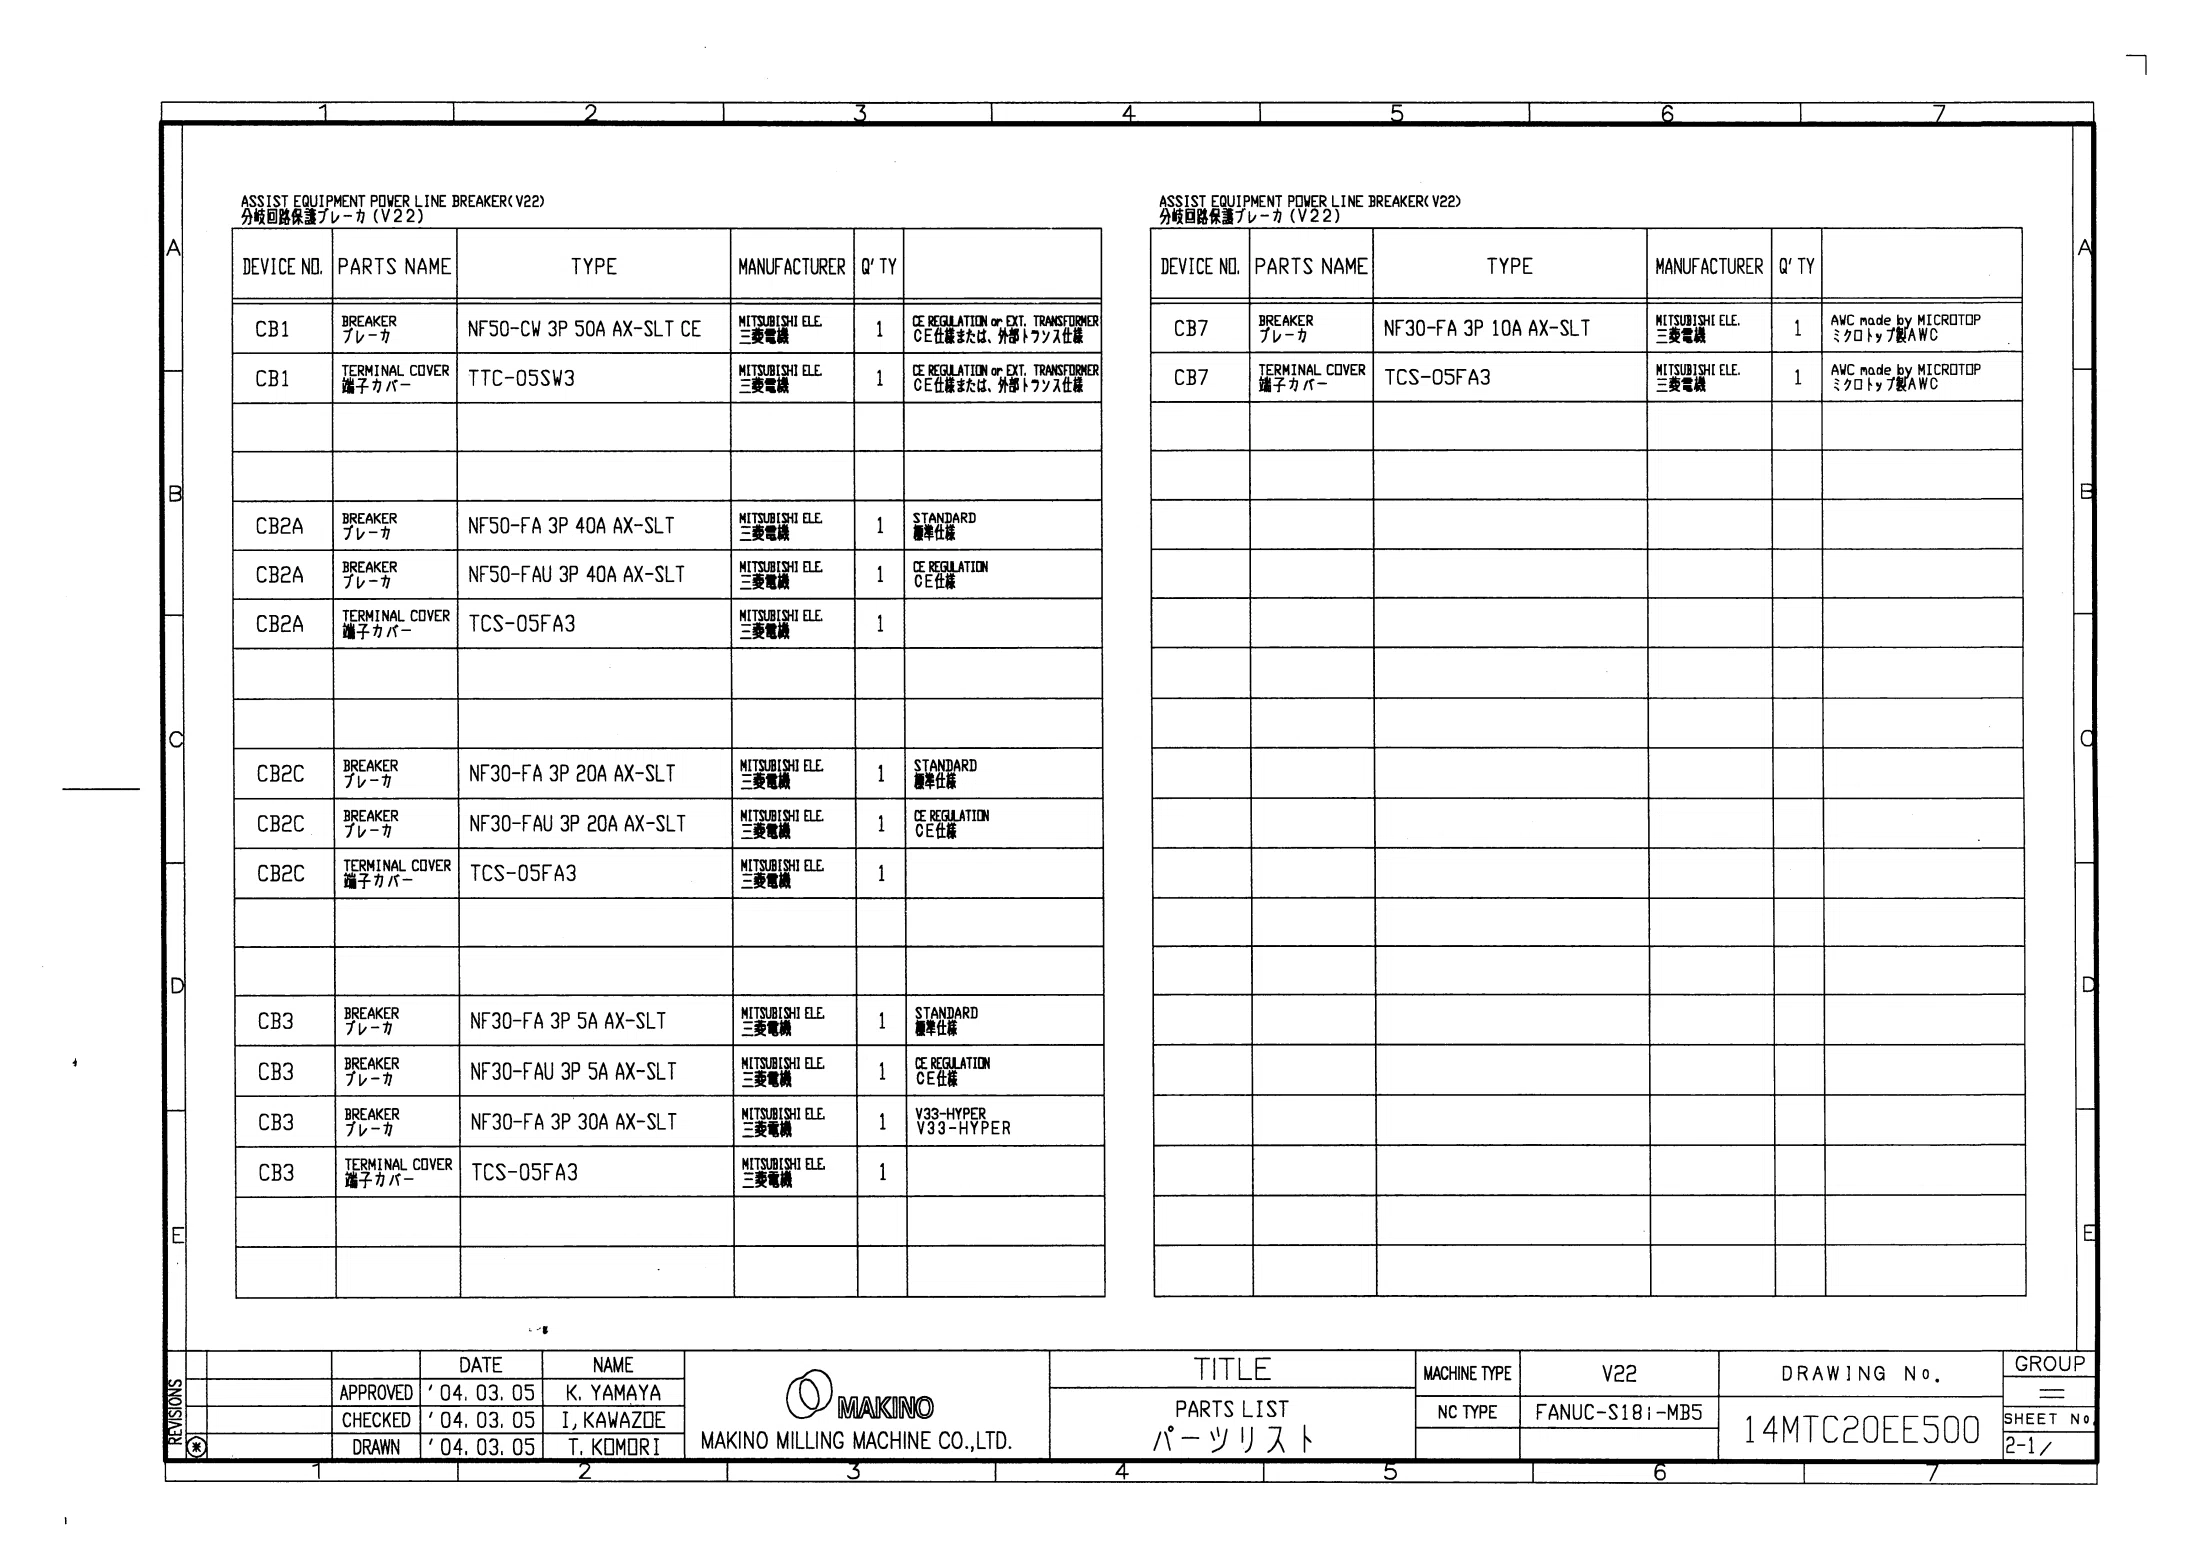 1 2 3 4 5 6 7
ASSIST EQUIPMENT POWER LINE BREAKER(V22)
分岐回路保護ブレーカ(V22)
DEVICE NO. PARTS NAME TYPE MANUFACTURER Q'TY
CB1 BREAKER NF50-CW 3P 50A AX-SLT CE MITSUBISHI ELE. 1 CE REGULATION or EXT. TRANSFORMER
ブレーカ 三菱電機 CE仕様または、外部トランス仕様
CB1 TERMINAL COVER TTC-05SW3 MITSUBISHI ELE. 1 CE REGULATION or EXT. TRANSFORMER
端子カバー 三菱電機 CE仕様または、外部トランス仕様
CB2A BREAKER NF50-FA 3P 40A AX-SLT MITSUBISHI ELE. 1 STANDARD
ブレーカ 三菱電機 標準仕様
CB2A BREAKER NF50-FAU 3P 40A AX-SLT MITSUBISHI ELE. 1 CE REGULATION
ブレーカ 三菱電機 CE仕様
CB2A TERMINAL COVER TCS-05FA3 MITSUBISHI ELE. 1
端子カバー 三菱電機
CB2C BREAKER NF30-FA 3P 20A AX-SLT MITSUBISHI ELE. 1 STANDARD
ブレーカ 三菱電機 標準仕様
CB2C BREAKER NF30-FAU 3P 20A AX-SLT MITSUBISHI ELE. 1 CE REGULATION
ブレーカ 三菱電機 CE仕様
CB2C TERMINAL COVER TCS-05FA3 MITSUBISHI ELE. 1
端子カバー 三菱電機
CB3 BREAKER NF30-FA 3P 5A AX-SLT MITSUBISHI ELE. 1 STANDARD
ブレーカ 三菱電機 標準仕様
CB3 BREAKER NF30-FAU 3P 5A AX-SLT MITSUBISHI ELE. 1 CE REGULATION
ブレーカ 三菱電機 CE仕様
CB3 BREAKER NF30-FA 3P 30A AX-SLT MITSUBISHI ELE. 1 V33-HYPER
ブレーカ 三菱電機 V33-HYPER
CB3 TERMINAL COVER TCS-05FA3 MITSUBISHI ELE. 1
端子カバー 三菱電機
ASSIST EQUIPMENT POWER LINE BREAKER(V22)
分岐回路保護ブレーカ(V22)
DEVICE NO. PARTS NAME TYPE MANUFACTURER Q'TY
CB7 BREAKER NF30-FA 3P 10A AX-SLT MITSUBISHI ELE. 1 AWC made by MICROTOP
ブレーカ 三菱電機 ミクロトップ製AWC
CB7 TERMINAL COVER TCS-05FA3 MITSUBISHI ELE. 1 AWC made by MICROTOP
端子カバー 三菱電機 ミクロトップ製AWC
A A
B B
C C
D D
E E
REVISIONS
DATE NAME
APPROVED '04.03.05 K. YAMAYA
CHECKED '04.03.05 I, KAWAZOE
DRAWN '04.03.05 T. KOMORI
MAKINO
MAKINO MILLING MACHINE CO.,LTD.
TITLE
PARTS LIST
パーツリスト
MACHINE TYPE V22
NC TYPE FANUC-S18i-MB5
DRAWING No.
14MTC20EE500
GROUP
=
SHEET No.
2-1/
1 2 3 4 5 6 7